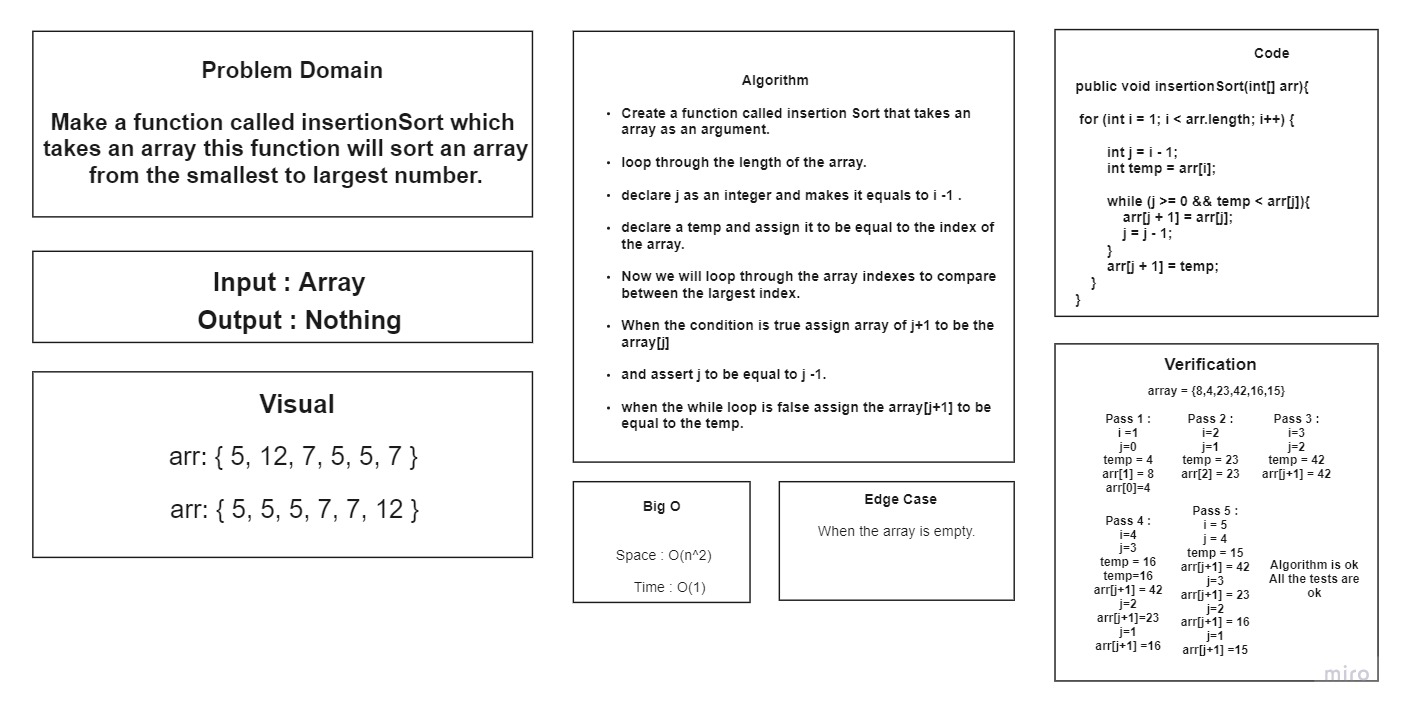 Problem Domain
Make a function called insertionSort which
takes an array this function will sort an array
from the smallest to largest number.
Input : Array
Output : Nothing
Visual
arr: { 5, 12, 7, 5, 5, 7 }
arr: { 5, 5, 5, 7, 7, 12 }
Algorithm
• Create a function called insertion Sort that takes an
array as an argument.
• loop through the length of the array.
• declare j as an integer and makes it equals to i -1 .
• declare a temp and assign it to be equal to the index of
the array.
• Now we will loop through the array indexes to compare
between the largest index.
• When the condition is true assign array of j+1 to be the
array[j]
• and assert j to be equal to j -1.
• when the while loop is false assign the array[j+1] to be
equal to the temp.
Big O
Space : O(n^2)
Time : O(1)
Edge Case
When the array is empty.
Code
public void insertionSort(int[] arr){
for (int i = 1; i < arr.length; i++) {
int j = i - 1;
int temp = arr[i];
while (j >= 0 && temp < arr[j]){
arr[j + 1] = arr[j];
j = j - 1;
}
arr[j + 1] = temp;
}
}
Verification
array = {8,4,23,42,16,15}
Pass 1 :
i =1
j=0
temp = 4
arr[1] = 8
arr[0]=4
Pass 2 :
i=2
j=1
temp = 23
arr[2] = 23
Pass 3 :
i=3
j=2
temp = 42
arr[j+1] = 42
Pass 4 :
i=4
j=3
temp = 16
temp=16
arr[j+1] = 42
j=2
arr[j+1]=23
j=1
arr[j+1] =16
Pass 5 :
i = 5
j = 4
temp = 15
arr[j+1] = 42
j=3
arr[j+1] = 23
j=2
arr[j+1] = 16
j=1
arr[j+1] =15
Algorithm is ok
All the tests are
ok
miro